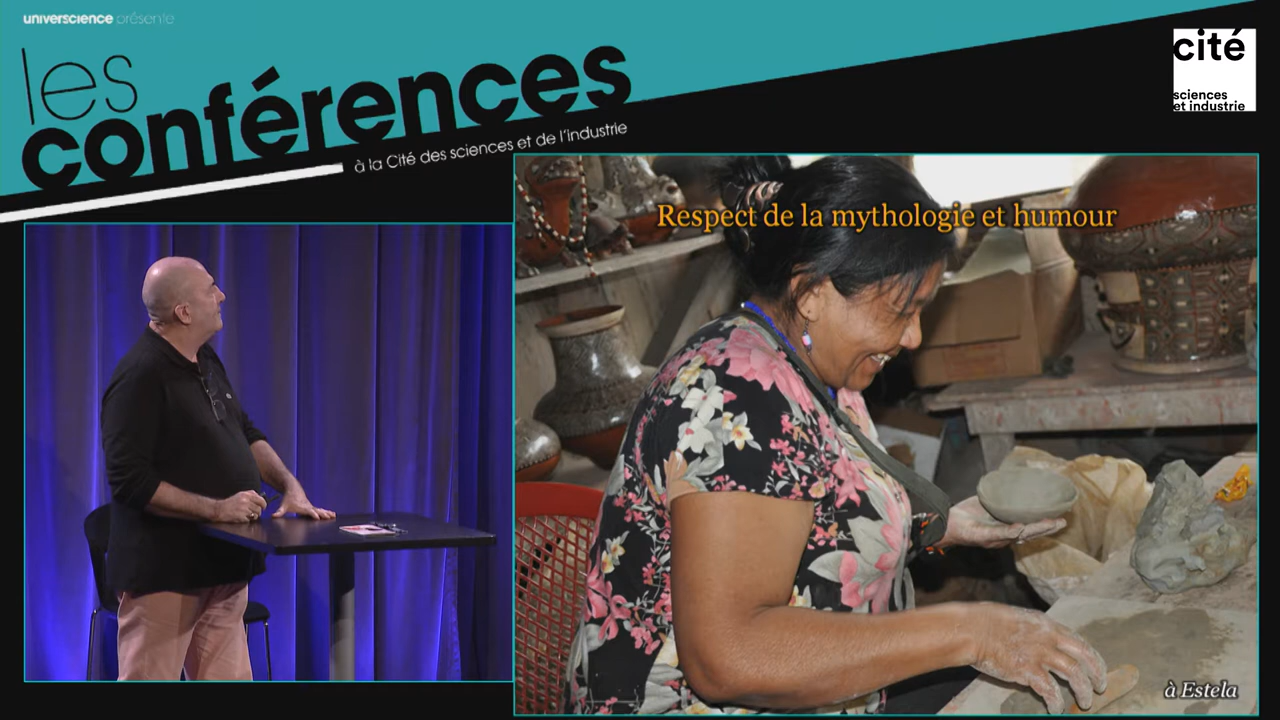 universcience présente
les
conférences
à la Cité des sciences et de l'industrie
cité
sciences
et industrie
Respect de la mythologie et humour
à Estela